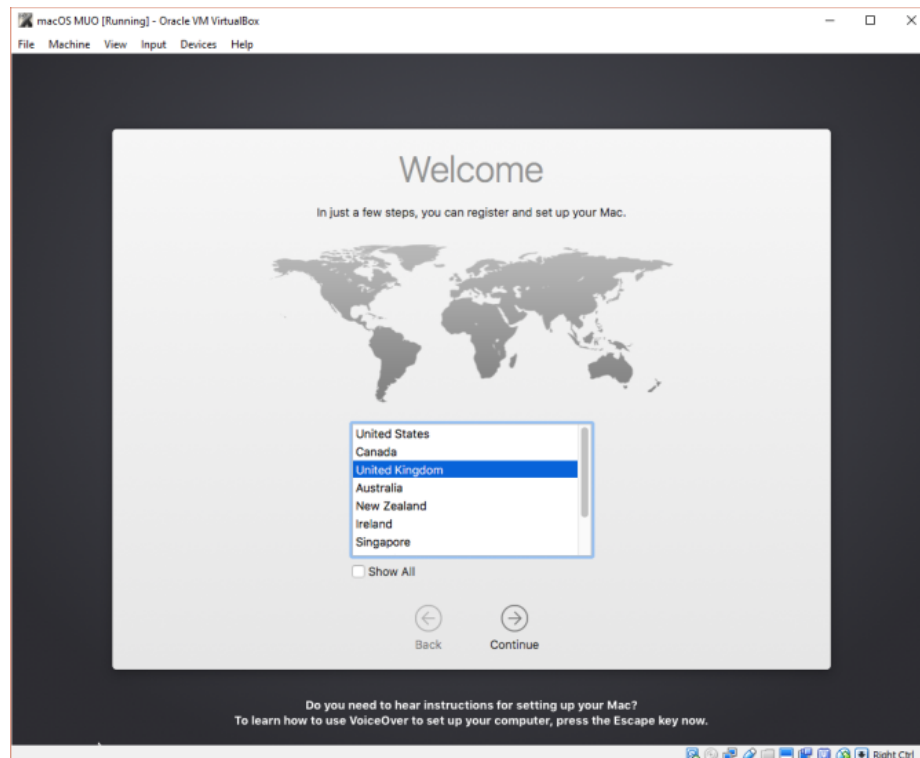 macOS MUO [Running] - Oracle VM VirtualBox
File Machine View Input Devices Help
Welcome
In just a few steps, you can register and set up your Mac.
United States
Canada
United Kingdom
Australia
New Zealand
Ireland
Singapore
Show All
Back Continue
Do you need to hear instructions for setting up your Mac?
To learn how to use VoiceOver to set up your computer, press the Escape key now.
Right Ctrl